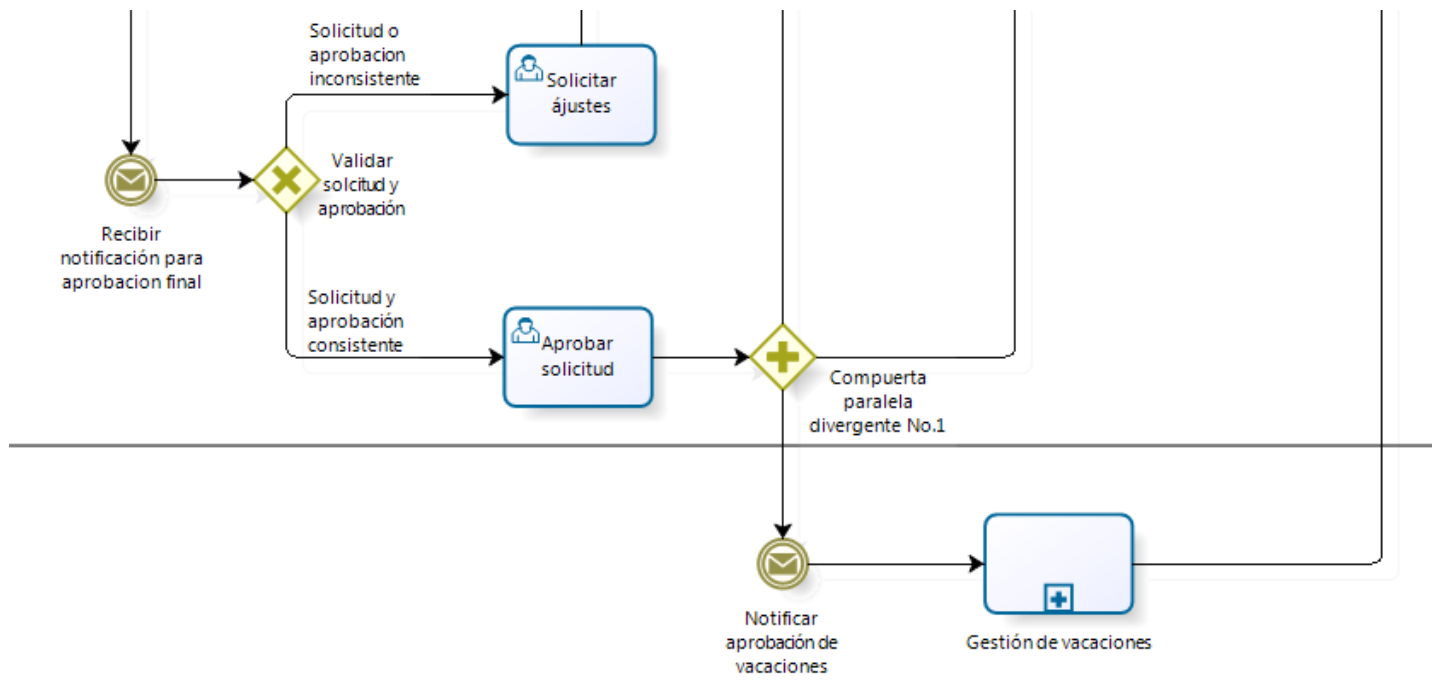 Solicitud o
aprobacion
inconsistente
Solicitar
ájustes
Validar
solcitud y
aprobación
Recibir
notificación para
aprobacion final
Solicitud y
aprobación
consistente
Aprobar
solicitud
Compuerta
paralela
divergente No.1
Notificar
aprobación de
vacaciones
Gestión de vacaciones